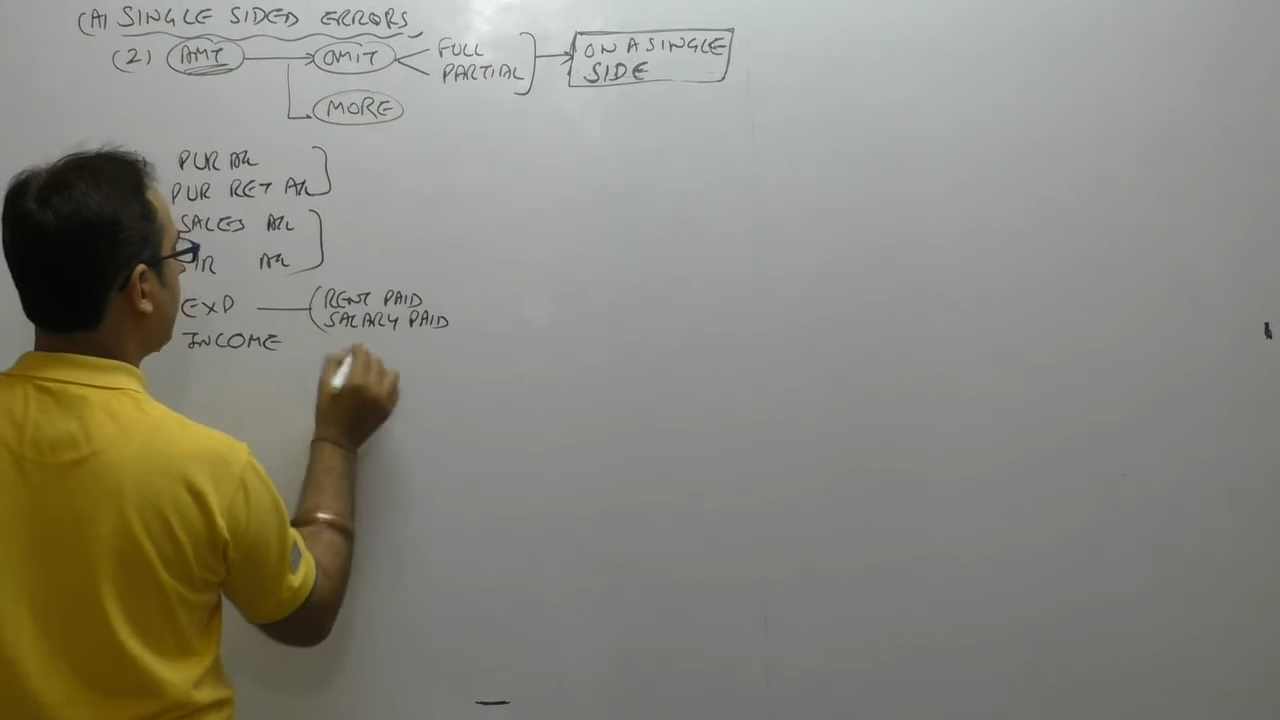 (A) SINGLE SIDED ERRORS
(2) AMT OMIT FULL PARTIAL ON A SINGLE SIDE
MORE
PUR A/c
PUR RET A/c
SALES A/c
A/c
EXP RENT PAID
SALARY PAID
INCOME